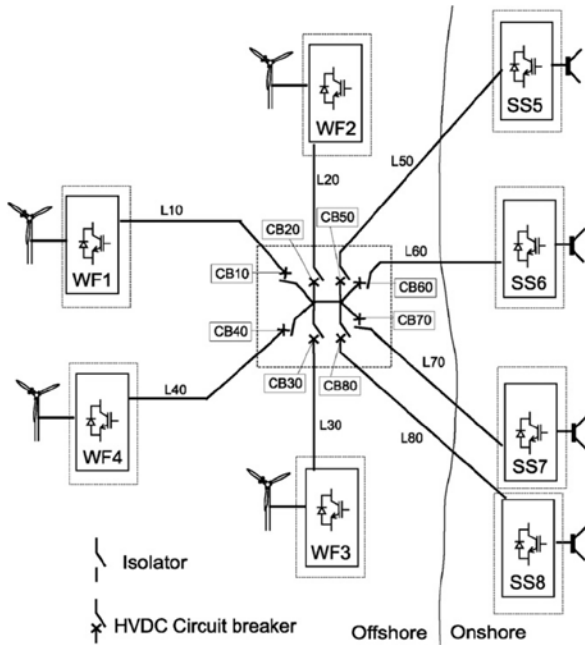 WF2
SS5
L50
L20
L10
CB50
CB20
L60
WF1
CB10
SS6
CB60
CB40
CB70
CB30
CB80
L40
L70
L30
L80
WF4
SS7
WF3
SS8
Isolator
HVDC Circuit breaker
Offshore
Onshore